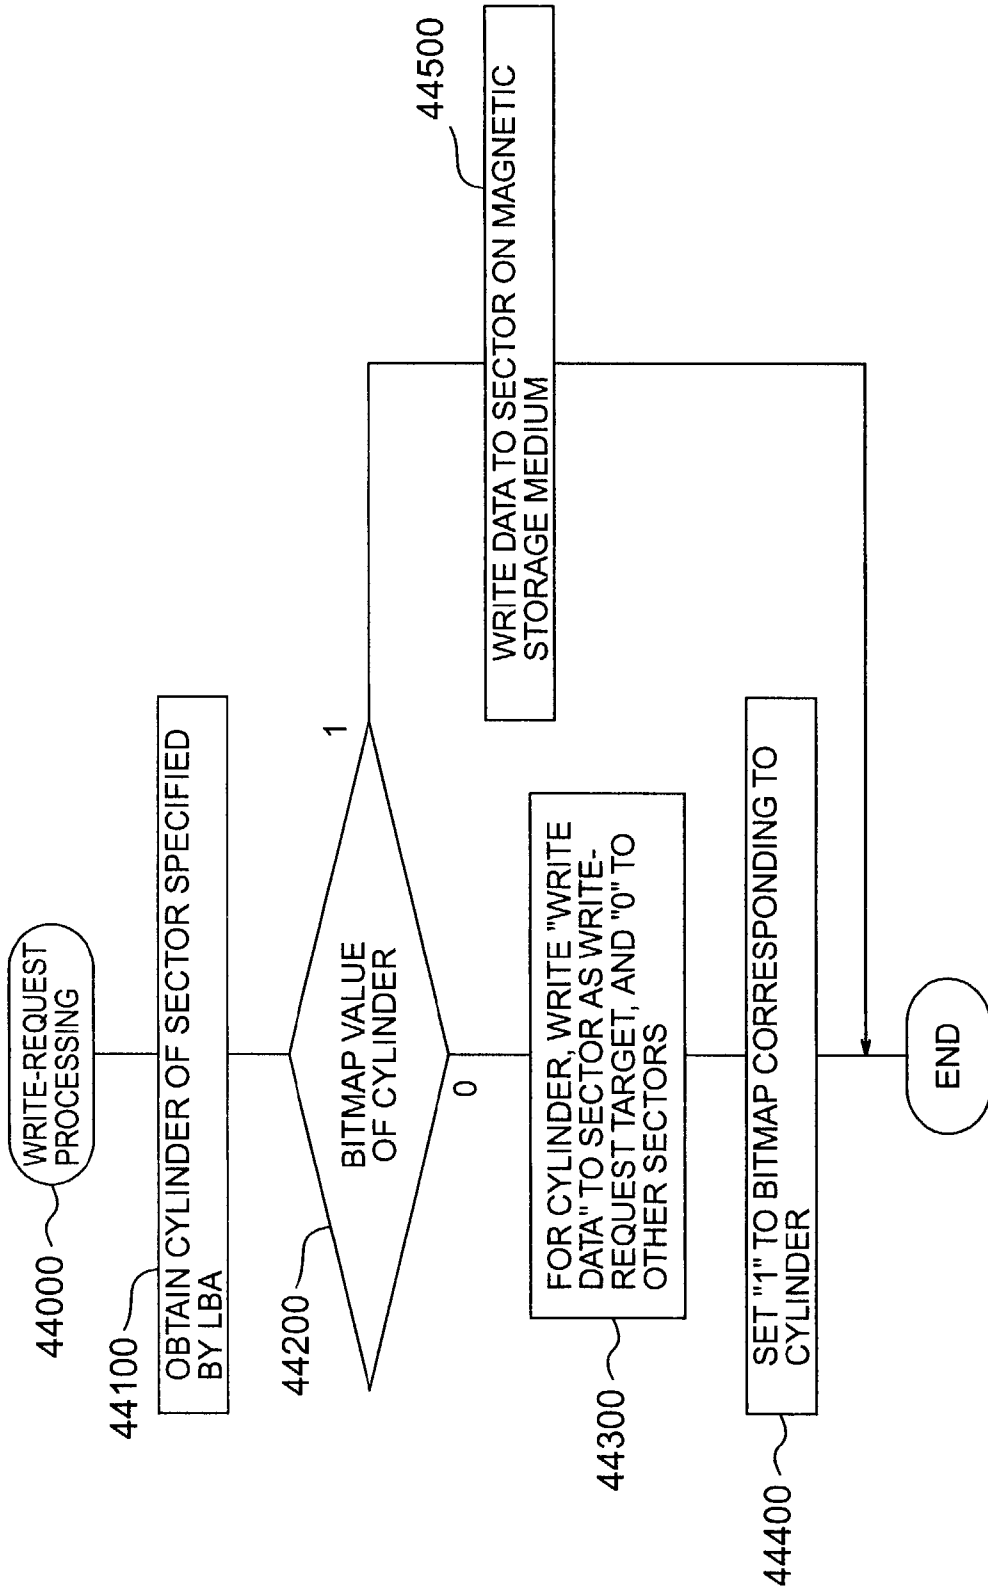 WRITE-REQUEST
PROCESSING
44000
44100
OBTAIN CYLINDER OF SECTOR SPECIFIED
BY LBA
44200
BITMAP VALUE
OF CYLINDER
1
0
44500
WRITE DATA TO SECTOR ON MAGNETIC
STORAGE MEDIUM
FOR CYLINDER, WRITE "WRITE
DATA" TO SECTOR AS WRITE-
REQUEST TARGET, AND "0" TO
OTHER SECTORS
44300
SET "1" TO BITMAP CORRESPONDING TO
CYLINDER
44400
END